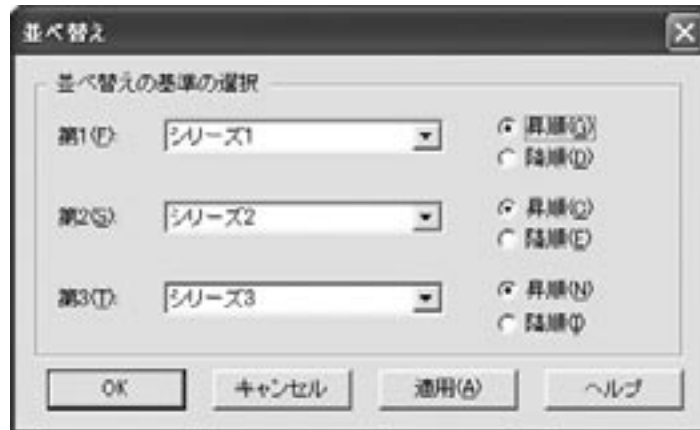 並べ替え
並べ替えの基準の選択
第1(F):
シリーズ1
昇順(G)
降順(D)
第2(S):
シリーズ2
昇順(C)
降順(E)
第3(T):
シリーズ3
昇順(N)
降順(I)
OK
キャンセル
適用(A)
ヘルプ